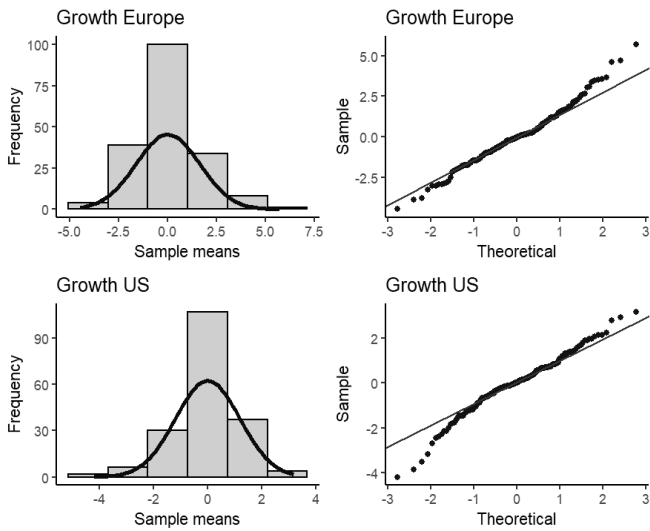 Growth Europe
100
75
50
25
0
Frequency
-5.0 -2.5 0.0 2.5 5.0 7.5
Sample means
Growth Europe
5.0
2.5
0.0
-2.5
Sample
-3 -2 -1 0 1 2 3
Theoretical
Growth US
90
60
30
0
Frequency
-4 -2 0 2 4
Sample means
Growth US
2
0
-2
-4
Sample
-3 -2 -1 0 1 2 3
Theoretical